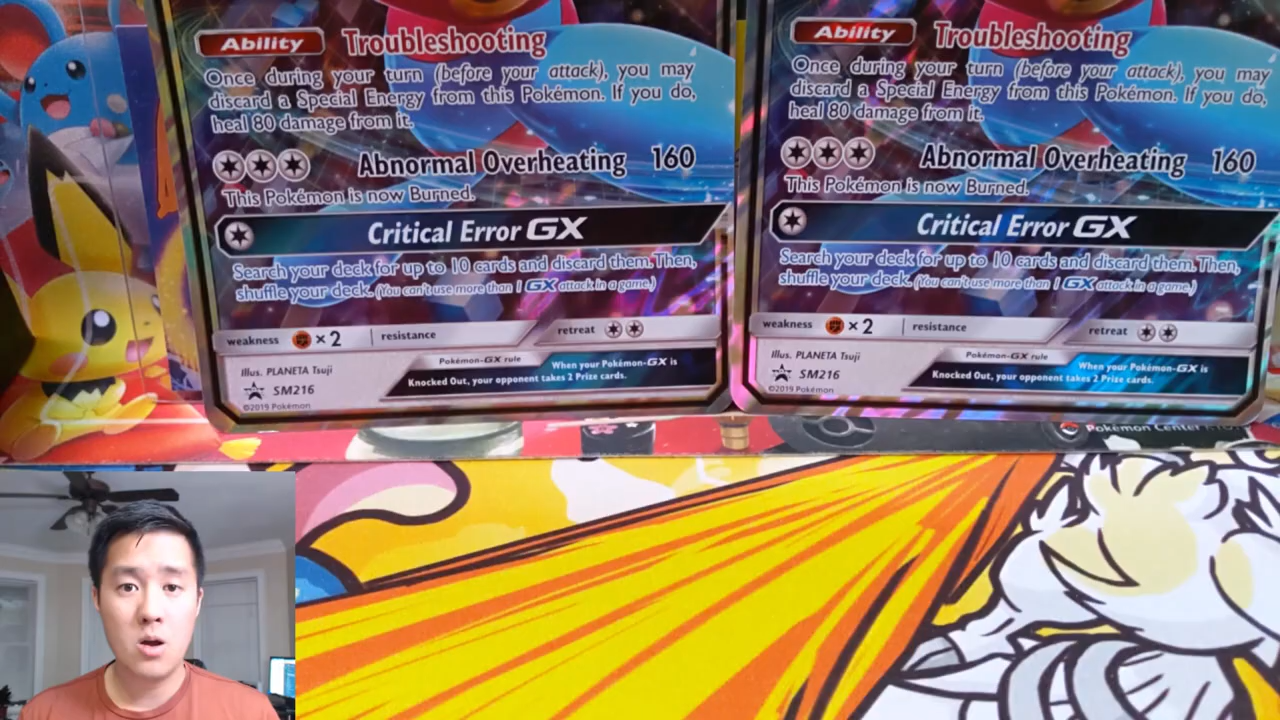 Ability Troubleshooting
Once during your turn (before your attack), you may
discard a Special Energy from this Pokémon. If you do,
heal 80 damage from it.
Abnormal Overheating 160
This Pokémon is now Burned.
Critical Error GX
Search your deck for up to 10 cards and discard them. Then,
shuffle your deck. (You can't use more than 1 GX attack in a game.)
weakness ×2 resistance retreat
Illus. PLANETA Tsuji
Pokémon-GX rule
When your Pokémon-GX is
Knocked Out, your opponent takes 2 Prize cards.
SM216
©2019 Pokémon
Ability Troubleshooting
Once during your turn (before your attack), you may
discard a Special Energy from this Pokémon. If you do,
heal 80 damage from it.
Abnormal Overheating 160
This Pokémon is now Burned.
Critical Error GX
Search your deck for up to 10 cards and discard them. Then,
shuffle your deck. (You can't use more than 1 GX attack in a game.)
weakness ×2 resistance retreat
Illus. PLANETA Tsuji
Pokémon-GX rule
When your Pokémon-GX is
Knocked Out, your opponent takes 2 Prize cards.
SM216
©2019 Pokémon
Pokémon Center